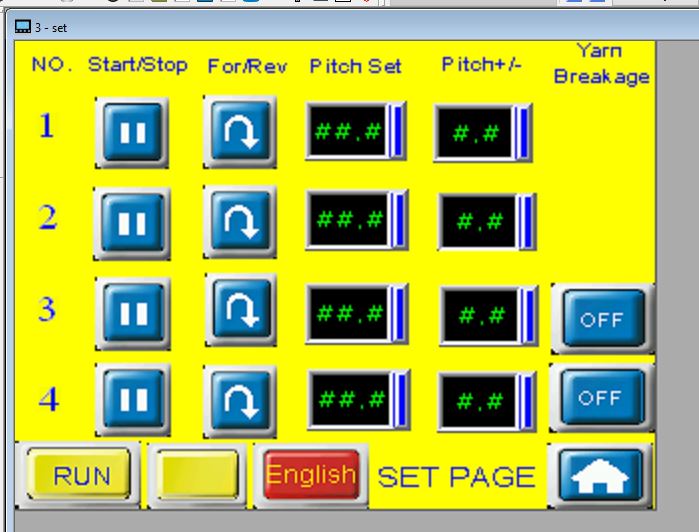 3 - set
NO. Start/Stop For/Rev Pitch Set Pitch+/- Yarn Breakage
1 ##.# #.#
2 ##.# #.#
3 ##.# #.# OFF
4 ##.# #.# OFF
RUN English SET PAGE